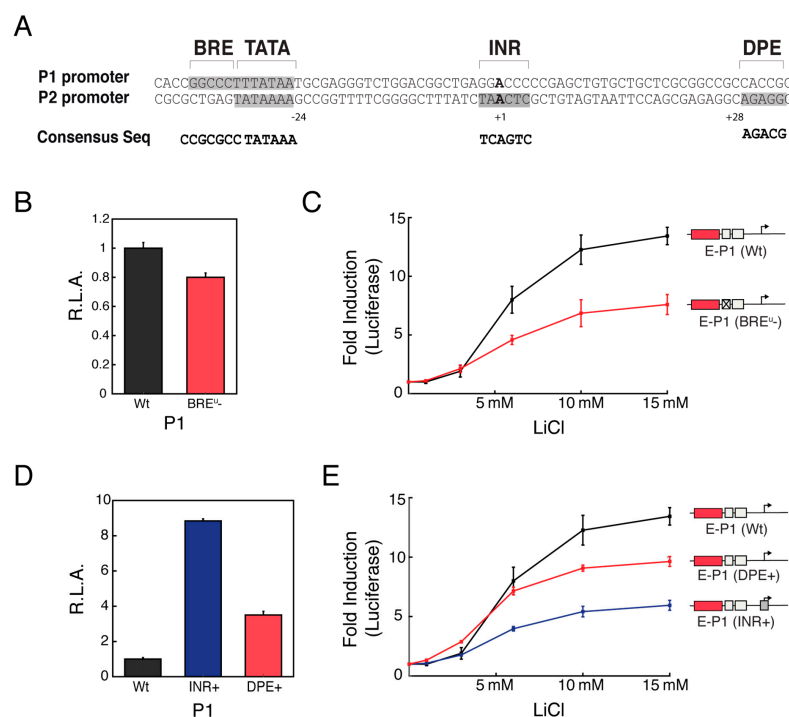 A
BRE TATA INR DPE
P1 promoter CACCGGCCCTTTATAATGCGAGGGTCTGGACGGCTGAGGACCCCCGAGCTGTGCTGCTCGCGGCCGCCACCGC
P2 promoter CGCGCTGAGTATAAAAGCCGGTTTTCGGGGCTTTATCTAACTCGCTGTAGTAATTCCAGCGAGAGGCAGAGGG
-24 +1 +28
Consensus Seq CCGCGCC TATAAA TCAGTC AGACG
B
R.L.A.
1.2
1
0.8
0.6
0.4
0.2
0
Wt BREᵘ-
P1
C
Fold Induction
(Luciferase)
15
10
5
0
5 mM 10 mM 15 mM
LiCl
E-P1 (Wt)
E-P1 (BREᵘ-)
D
R.L.A.
10
8
6
4
2
0
Wt INR+ DPE+
P1
E
Fold Induction
(Luciferase)
15
10
5
0
5 mM 10 mM 15 mM
LiCl
E-P1 (Wt)
E-P1 (DPE+)
E-P1 (INR+)